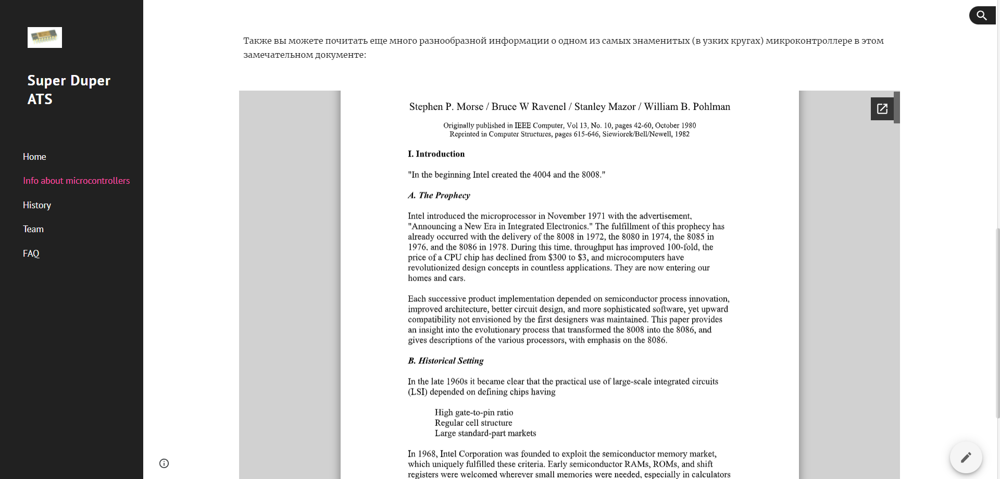 Super Duper
ATS
Home
Info about microcontrollers
History
Team
FAQ
Также вы можете почитать еще много разнообразной информации о одном из самых знаменитых (в узких кругах) микроконтроллере в этом
замечательном документе:
Stephen P. Morse / Bruce W Ravenel / Stanley Mazor / William B. Pohlman
Originally published in IEEE Computer, Vol 13, No. 10, pages 42-60, October 1980
Reprinted in Computer Structures, pages 615-646, Siewiorek/Bell/Newell, 1982
I. Introduction
"In the beginning Intel created the 4004 and the 8008."
A. The Prophecy
Intel introduced the microprocessor in November 1971 with the advertisement,
"Announcing a New Era in Integrated Electronics." The fulfillment of this prophecy has
already occurred with the delivery of the 8008 in 1972, the 8080 in 1974, the 8085 in
1976, and the 8086 in 1978. During this time, throughput has improved 100-fold, the
price of a CPU chip has declined from $300 to $3, and microcomputers have
revolutionized design concepts in countless applications. They are now entering our
homes and cars.
Each successive product implementation depended on semiconductor process innovation,
improved architecture, better circuit design, and more sophisticated software, yet upward
compatibility not envisioned by the first designers was maintained. This paper provides
an insight into the evolutionary process that transformed the 8008 into the 8086, and
gives descriptions of the various processors, with emphasis on the 8086.
B. Historical Setting
In the late 1960s it became clear that the practical use of large-scale integrated circuits
(LSI) depended on defining chips having
High gate-to-pin ratio
Regular cell structure
Large standard-part markets
In 1968, Intel Corporation was founded to exploit the semiconductor memory market,
which uniquely fulfilled these criteria. Early semiconductor RAMs, ROMs, and shift
registers were welcomed wherever small memories were needed, especially in calculators